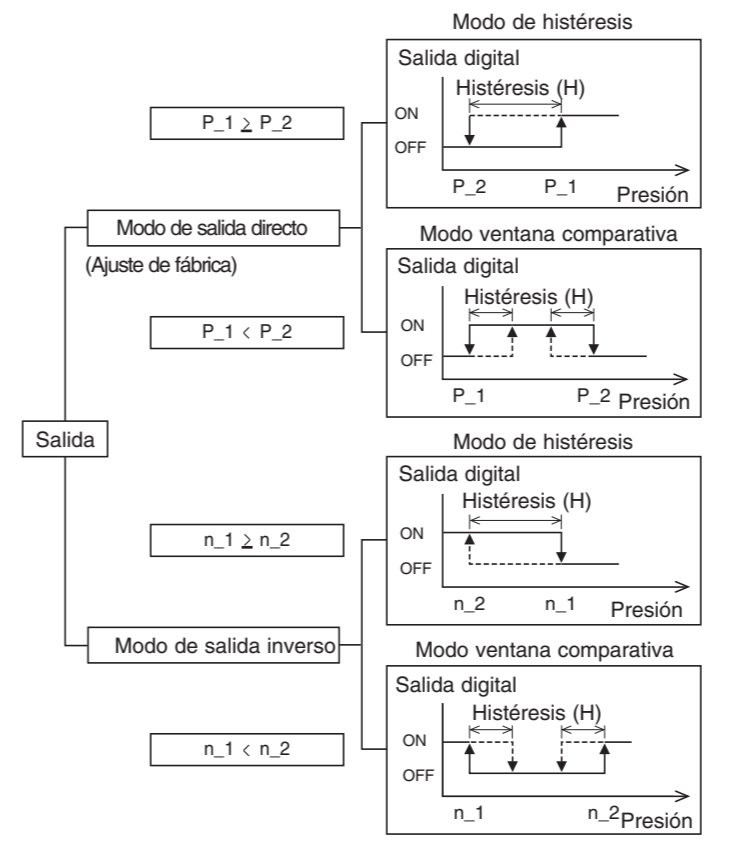 Modo de histéresis
Salida digital
Histéresis (H)
ON
OFF
P_2 P_1 Presión
P_1 ≥ P_2
Modo de salida directo
(Ajuste de fábrica)
Modo ventana comparativa
Salida digital
Histéresis (H)
ON
OFF
P_1 P_2 Presión
P_1 < P_2
Salida
Modo de histéresis
Salida digital
Histéresis (H)
ON
OFF
n_2 n_1 Presión
n_1 ≥ n_2
Modo de salida inverso
Modo ventana comparativa
Salida digital
Histéresis (H)
ON
OFF
n_1 n_2 Presión
n_1 < n_2